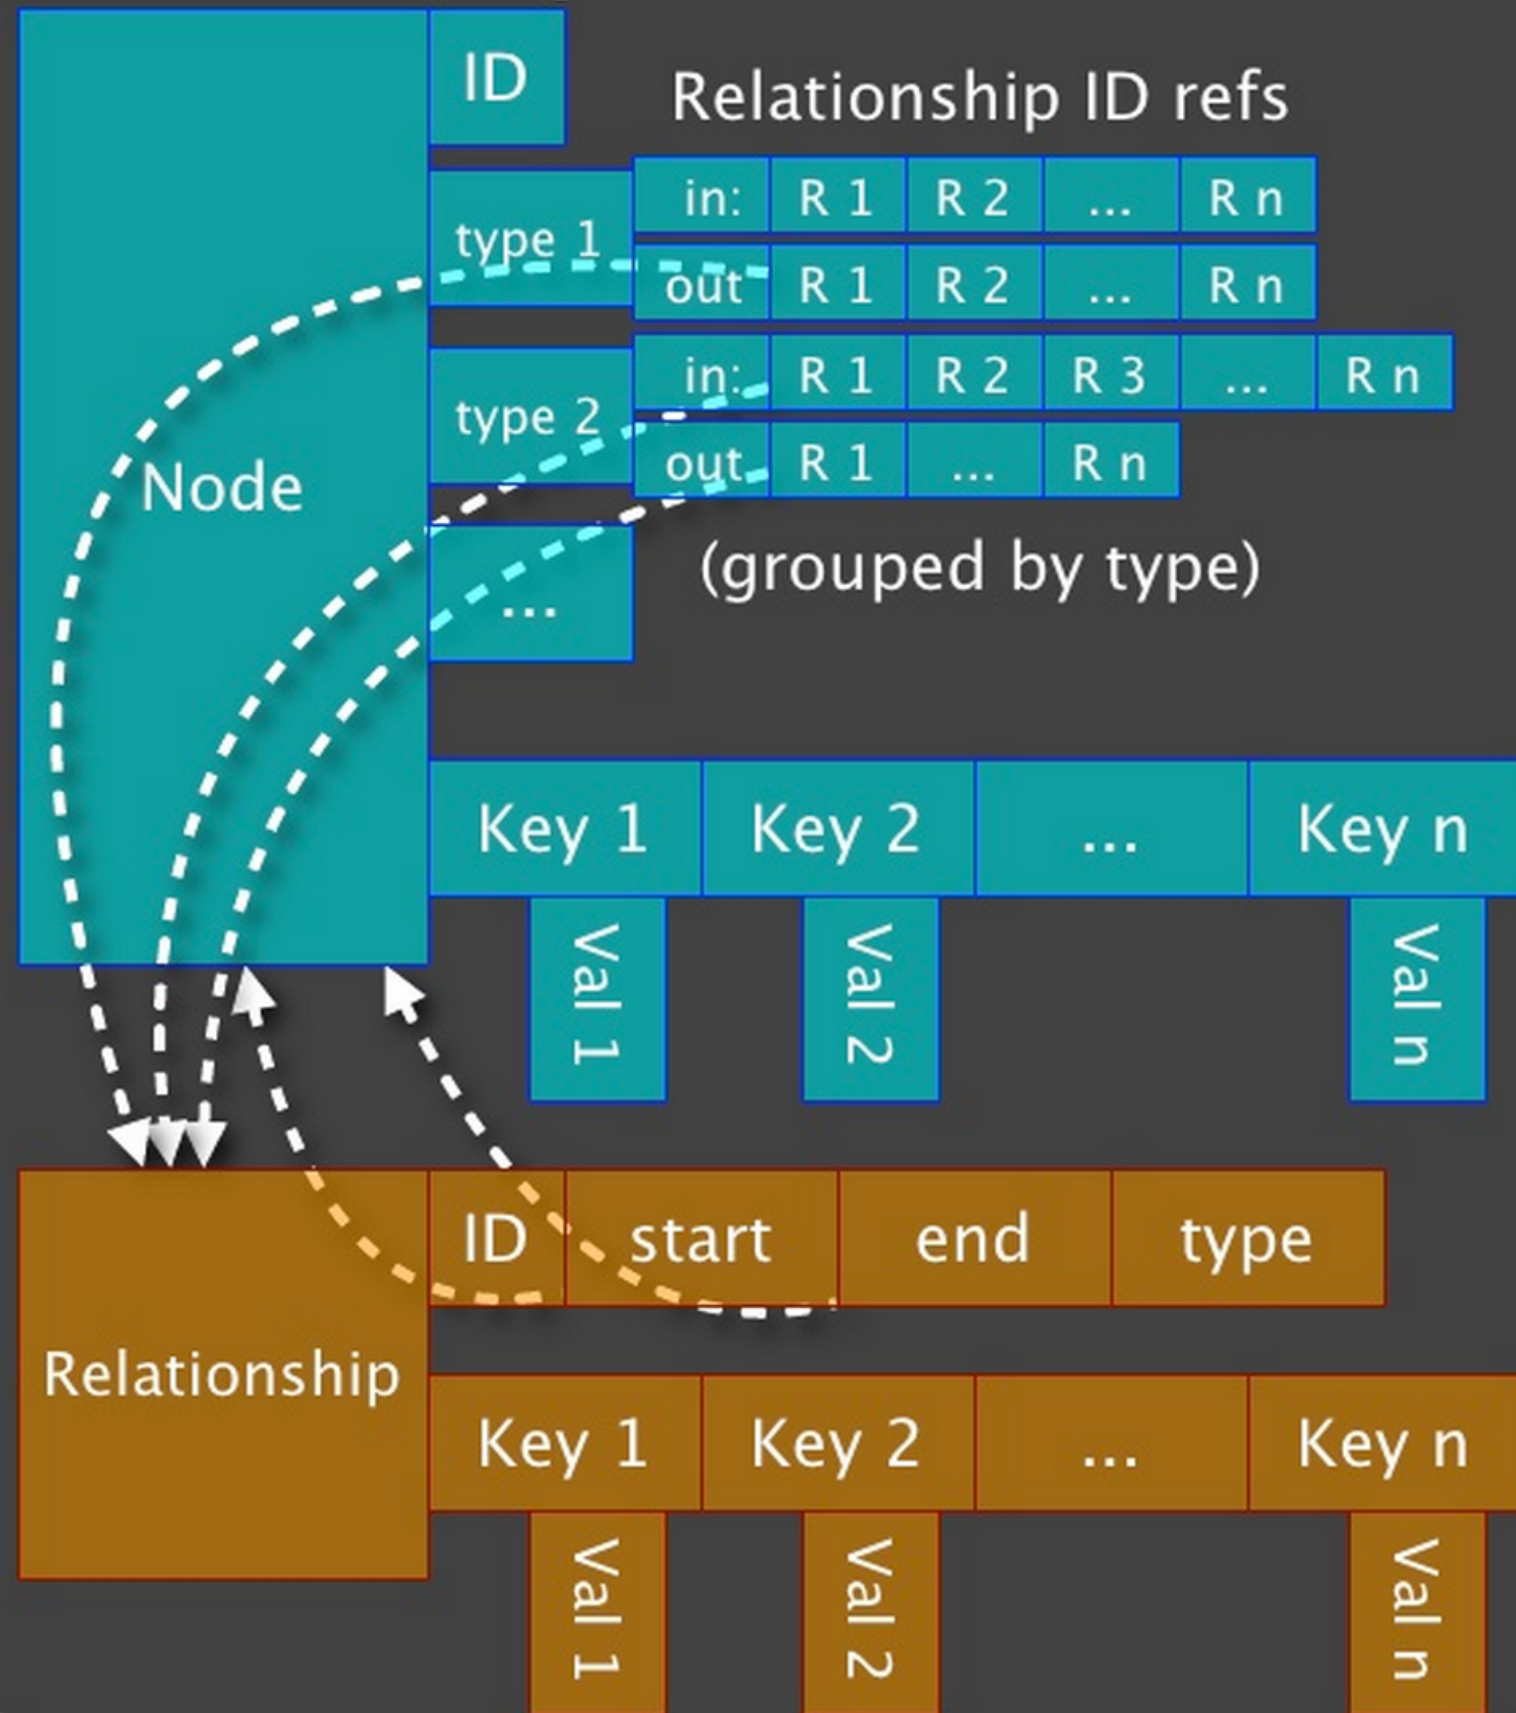 ID
Relationship ID refs
type 1
in: R 1 R 2 ... R n
out R 1 R 2 ... R n
type 2
in: R 1 R 2 R 3 ... R n
out R 1 ... R n
Node
...
(grouped by type)
Key 1 Key 2 ... Key n
Val 1 Val 2 Val n
ID start end type
Relationship
Key 1 Key 2 ... Key n
Val 1 Val 2 Val n